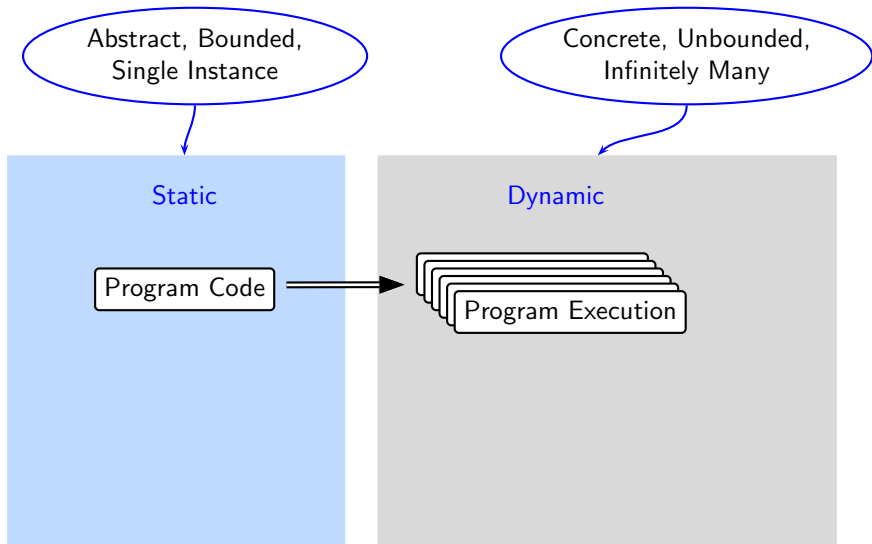 Abstract, Bounded,
Single Instance
Concrete, Unbounded,
Infinitely Many
Static
Dynamic
Program Code
Program Execution